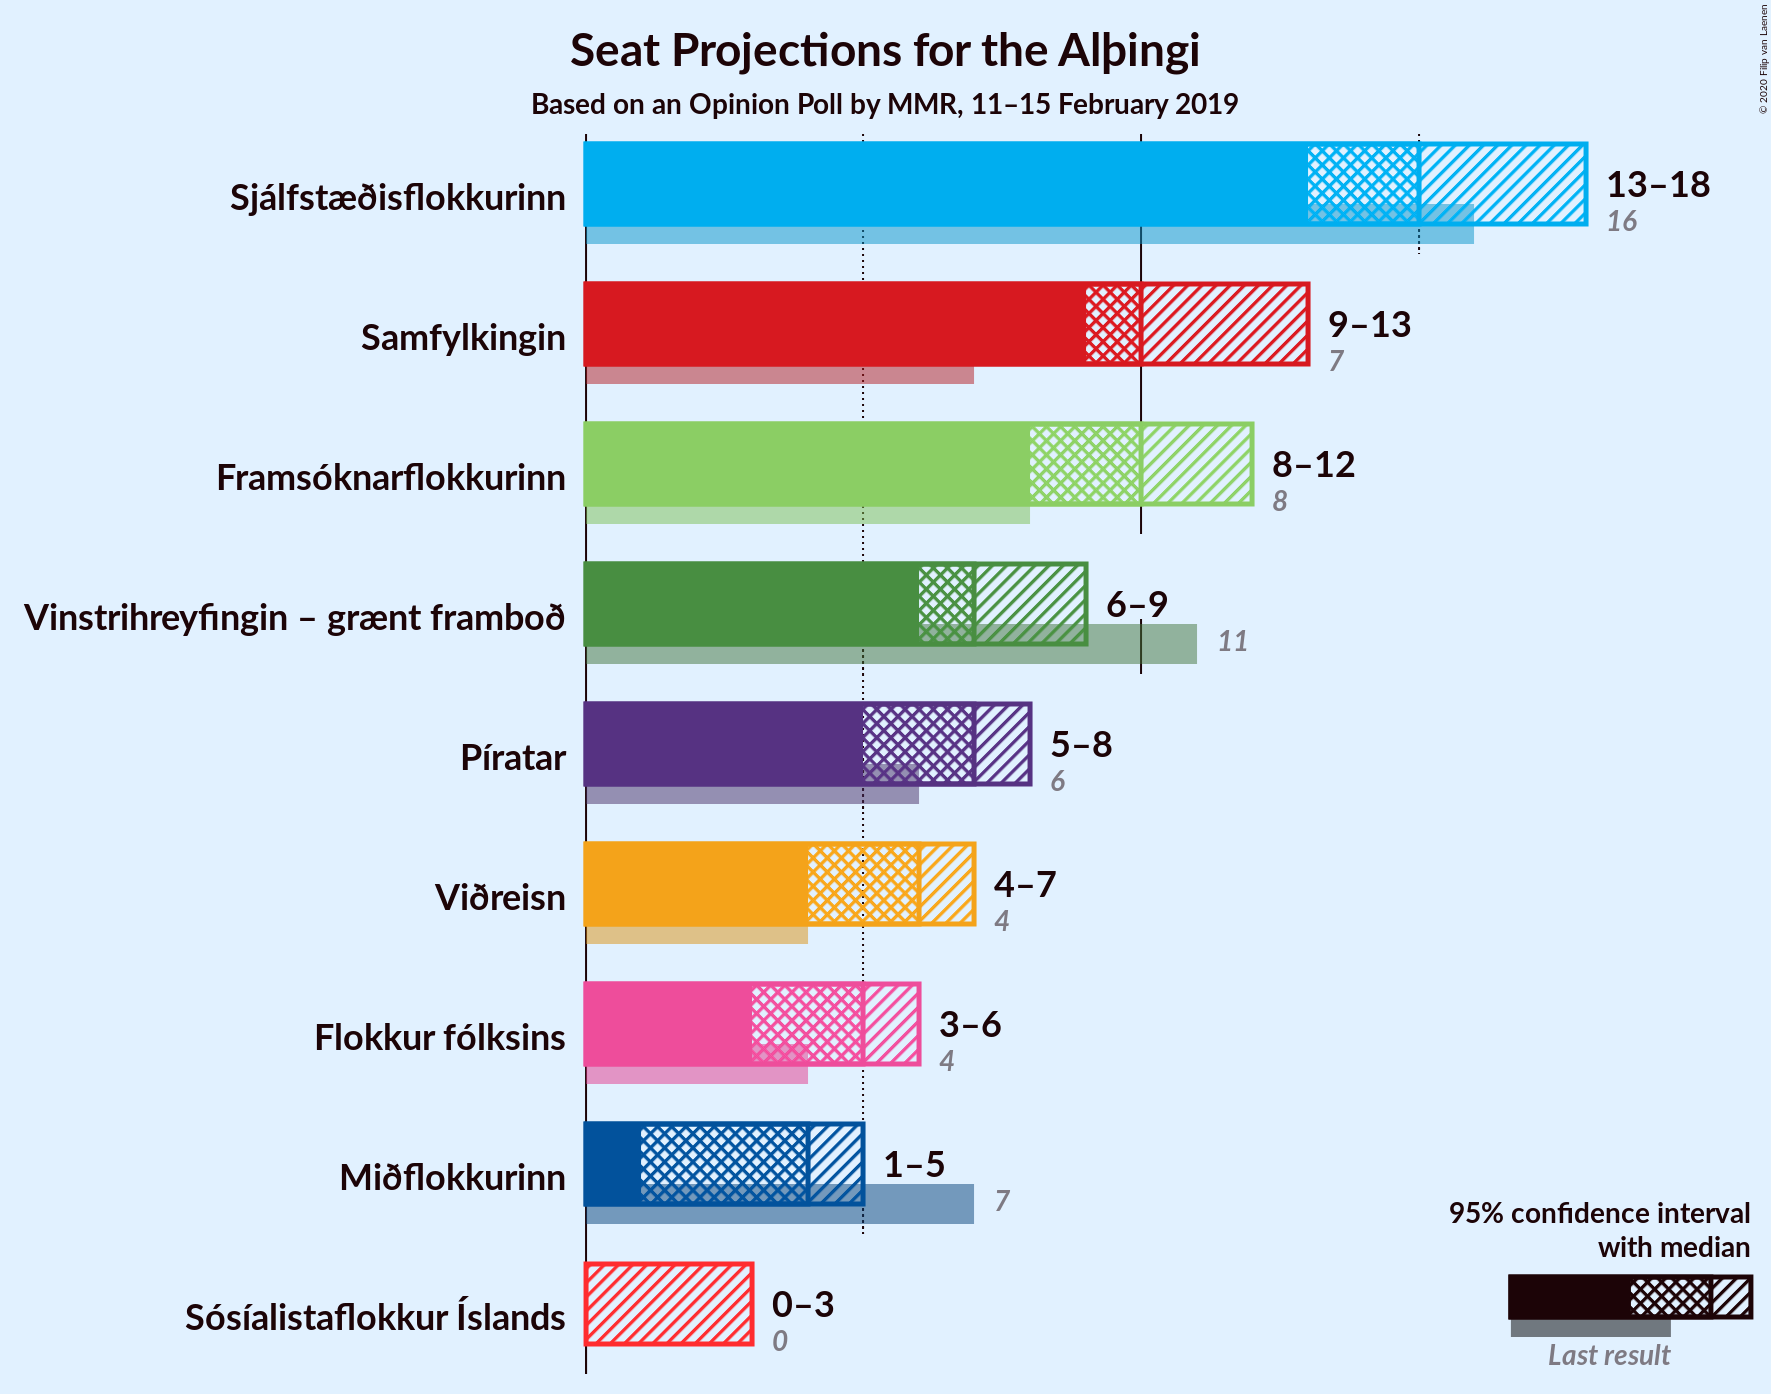 Seat Projections for the Alþingi
Based on an Opinion Poll by MMR, 11–15 February 2019
© 2020 Filip van Laenen
Sjálfstæðisflokkurinn
13–18
16
Samfylkingin
9–13
7
Framsóknarflokkurinn
8–12
8
Vinstrihreyfingin – grænt framboð
6–9
11
Píratar
5–8
6
Viðreisn
4–7
4
Flokkur fólksins
3–6
4
Miðflokkurinn
1–5
7
Sósíalistaflokkur Íslands
0–3
0
95% confidence interval
with median
Last result